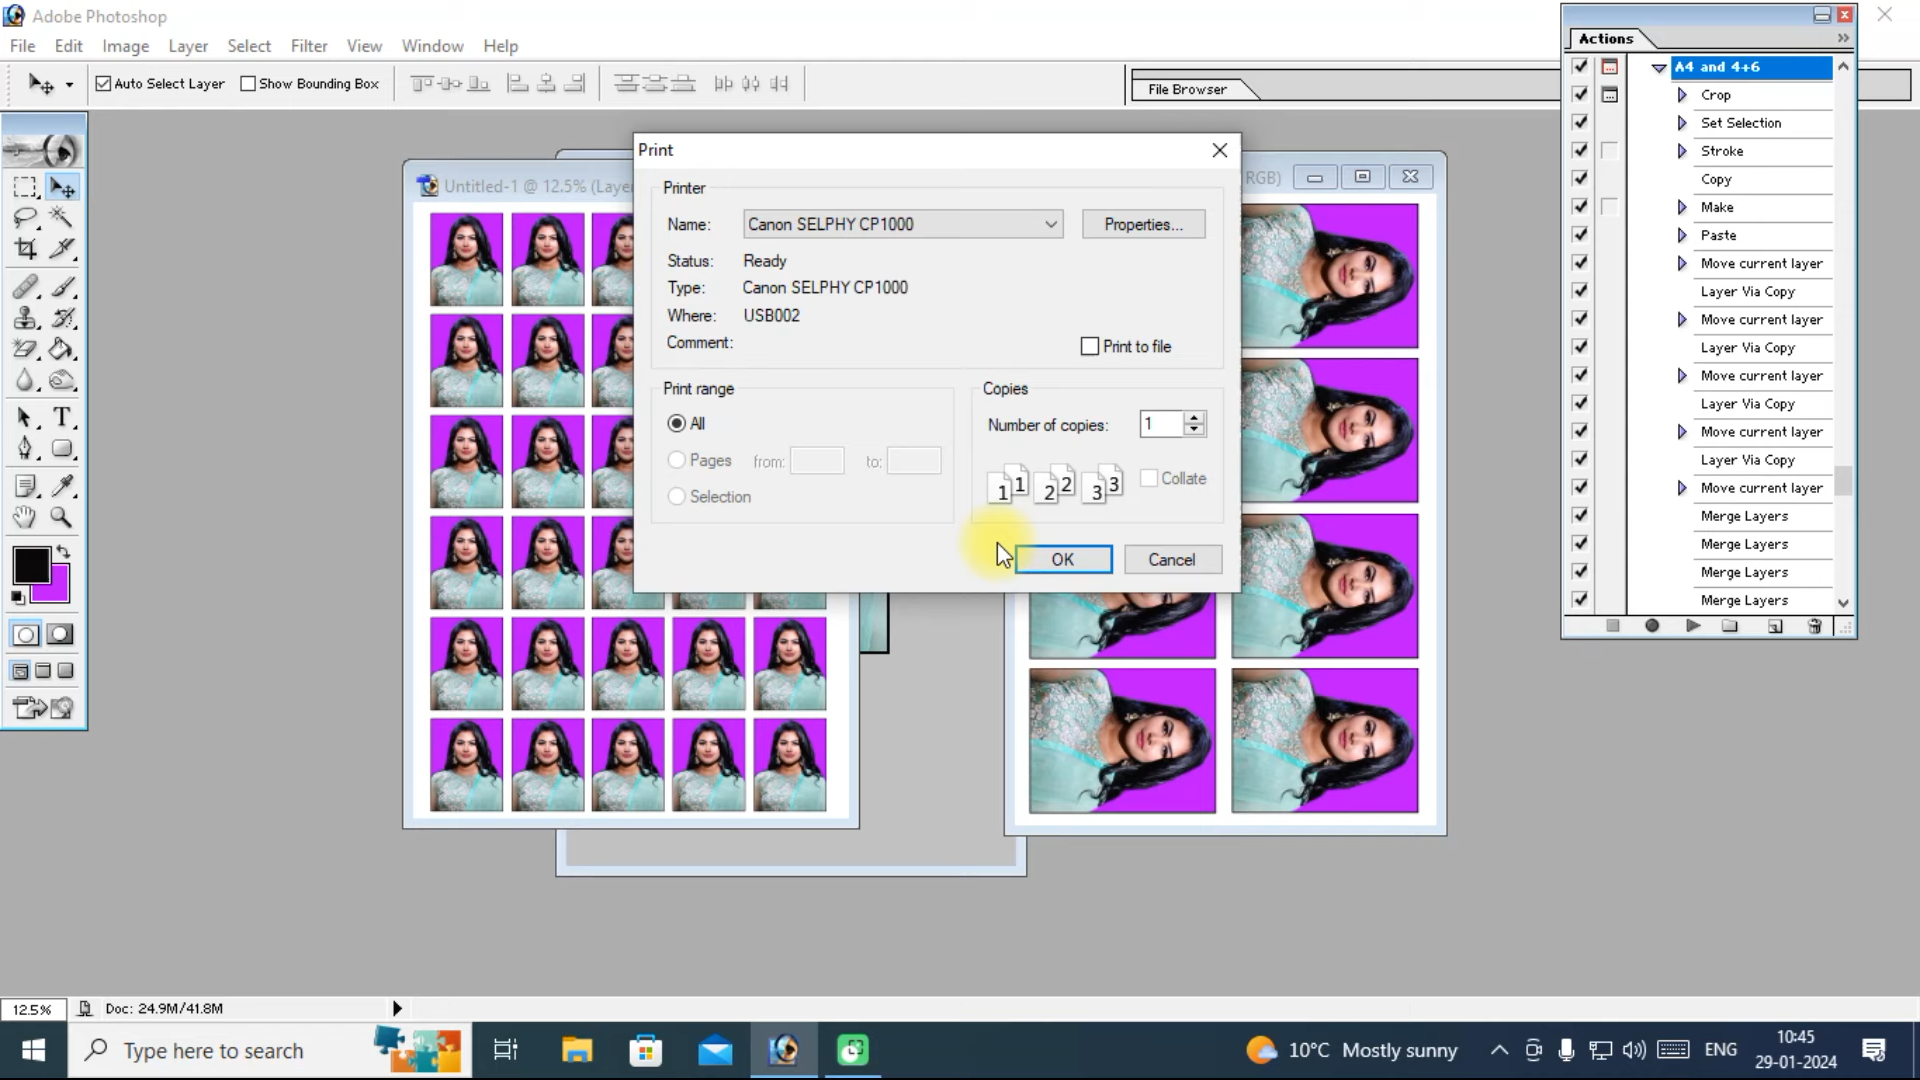 Adobe Photoshop
File Edit Image Layer Select Filter View Window Help
Auto Select Layer Show Bounding Box
File Browser
Actions
A4 and 4+6
Crop
Set Selection
Stroke
Copy
Make
Paste
Move current layer
Layer Via Copy
Move current layer
Layer Via Copy
Move current layer
Layer Via Copy
Move current layer
Layer Via Copy
Move current layer
Merge Layers
Merge Layers
Merge Layers
Merge Layers
Untitled-1 @ 12.5% (Laye
RGB)
Print
Printer
Name: Canon SELPHY CP1000 Properties...
Status: Ready
Type: Canon SELPHY CP1000
Where: USB002
Comment:
Print to file
Print range
All
Pages from: to:
Selection
Copies
Number of copies: 1
1 1 2 2 3 3 Collate
OK Cancel
T
12.5% Doc: 24.9M/41.8M
Type here to search
10°C Mostly sunny
ENG
10:45
29-01-2024